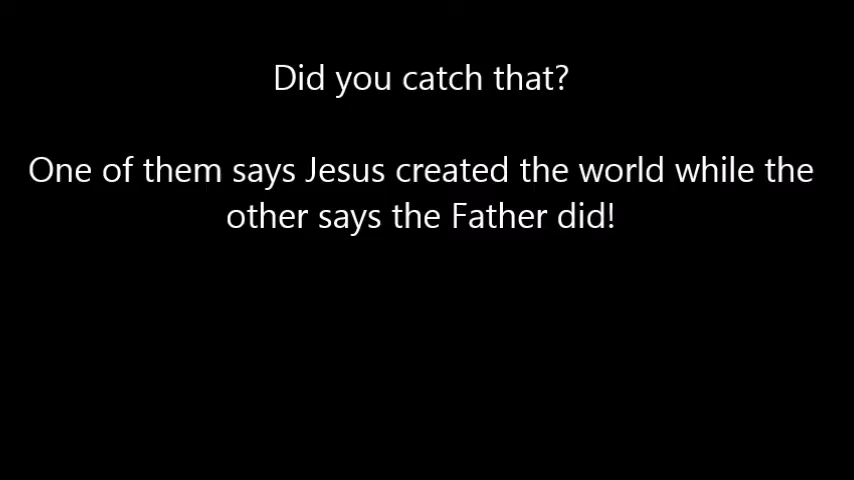 Did you catch that?
One of them says Jesus created the world while the
other says the Father did!